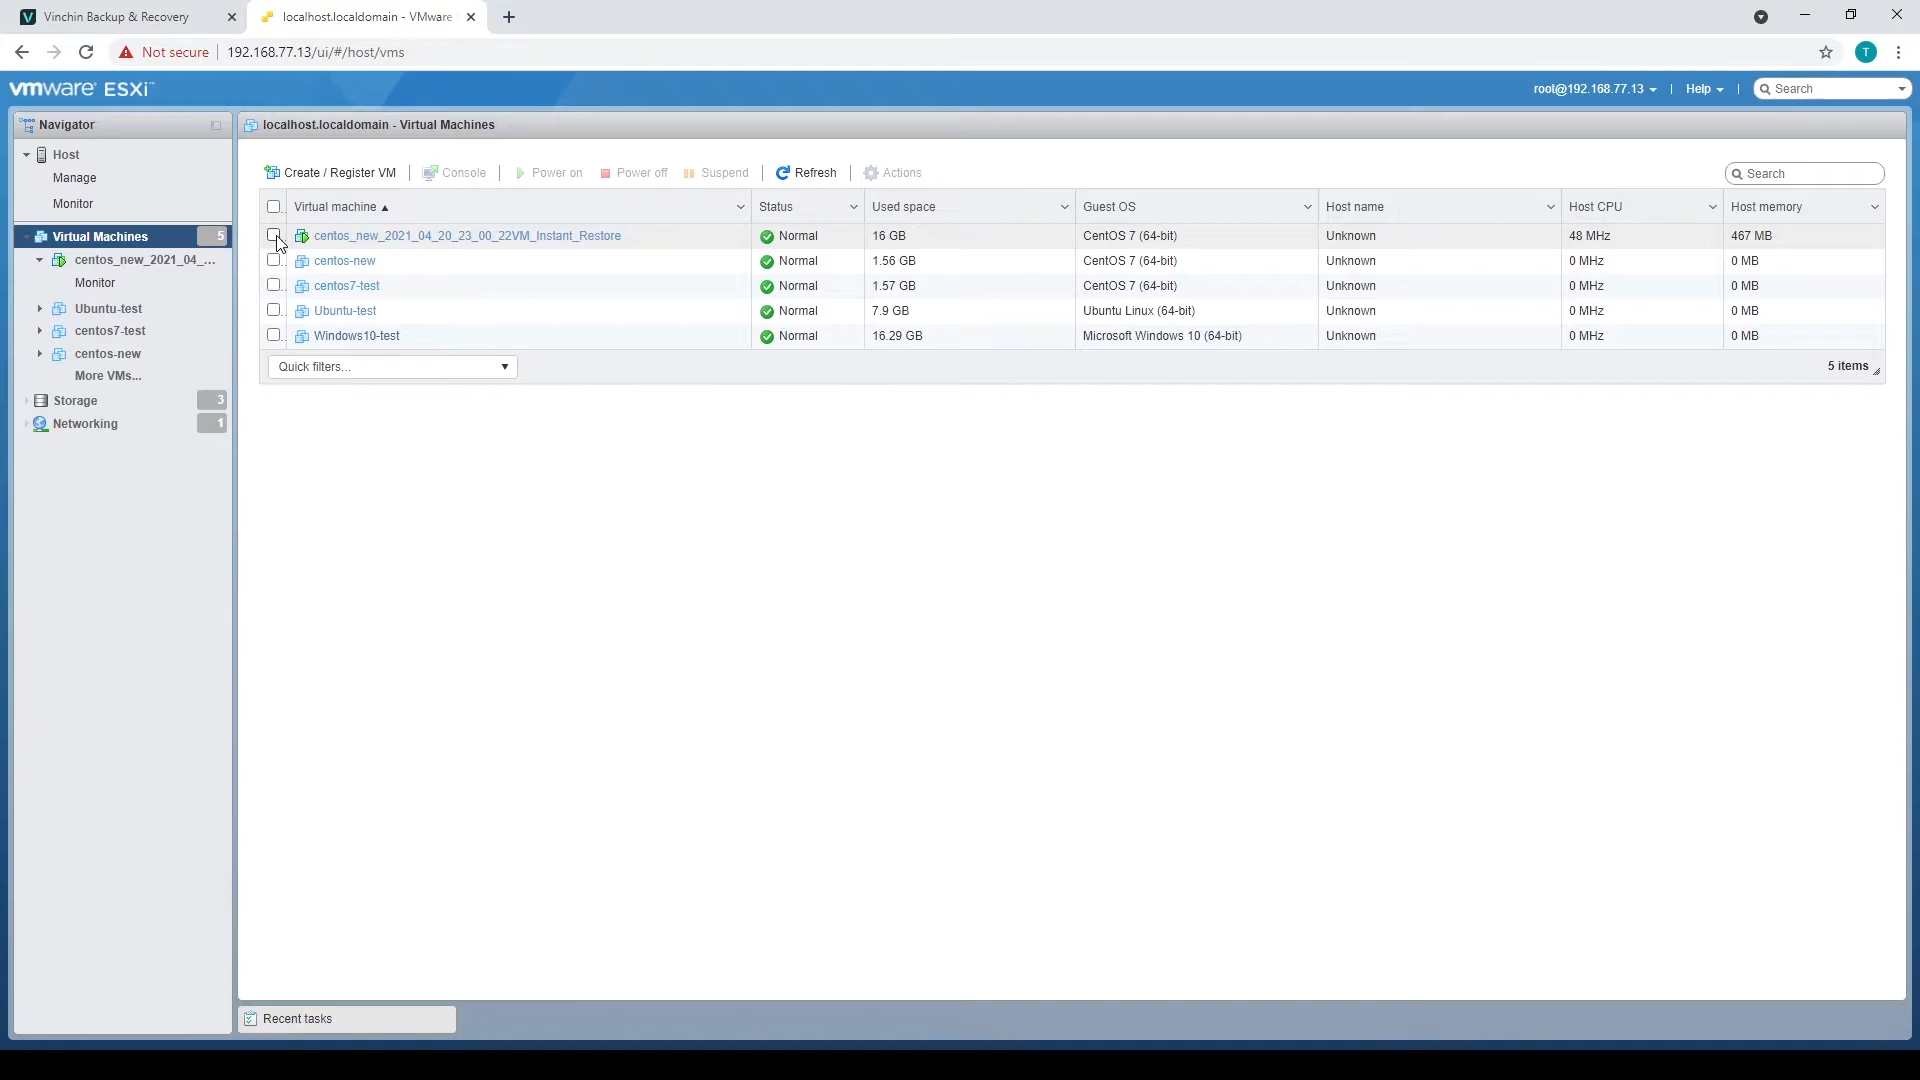 Vinchin Backup & Recovery
localhost.localdomain - VMware
Not secure 192.168.77.13/ui/#/host/vms
T
vmware ESXi
root@192.168.77.13 | Help | Search
Navigator
Host
Manage
Monitor
Virtual Machines 5
centos_new_2021_04_...
Monitor
Ubuntu-test
centos7-test
centos-new
More VMs...
Storage 3
Networking 1
localhost.localdomain - Virtual Machines
Create / Register VM | Console | Power on Power off Suspend | Refresh | Actions
Search
Virtual machine Status Used space Guest OS Host name Host CPU Host memory
centos_new_2021_04_20_23_00_22VM_Instant_Restore Normal 16 GB CentOS 7 (64-bit) Unknown 48 MHz 467 MB
centos-new Normal 1.56 GB CentOS 7 (64-bit) Unknown 0 MHz 0 MB
centos7-test Normal 1.57 GB CentOS 7 (64-bit) Unknown 0 MHz 0 MB
Ubuntu-test Normal 7.9 GB Ubuntu Linux (64-bit) Unknown 0 MHz 0 MB
Windows10-test Normal 16.29 GB Microsoft Windows 10 (64-bit) Unknown 0 MHz 0 MB
Quick filters...
5 items
Recent tasks